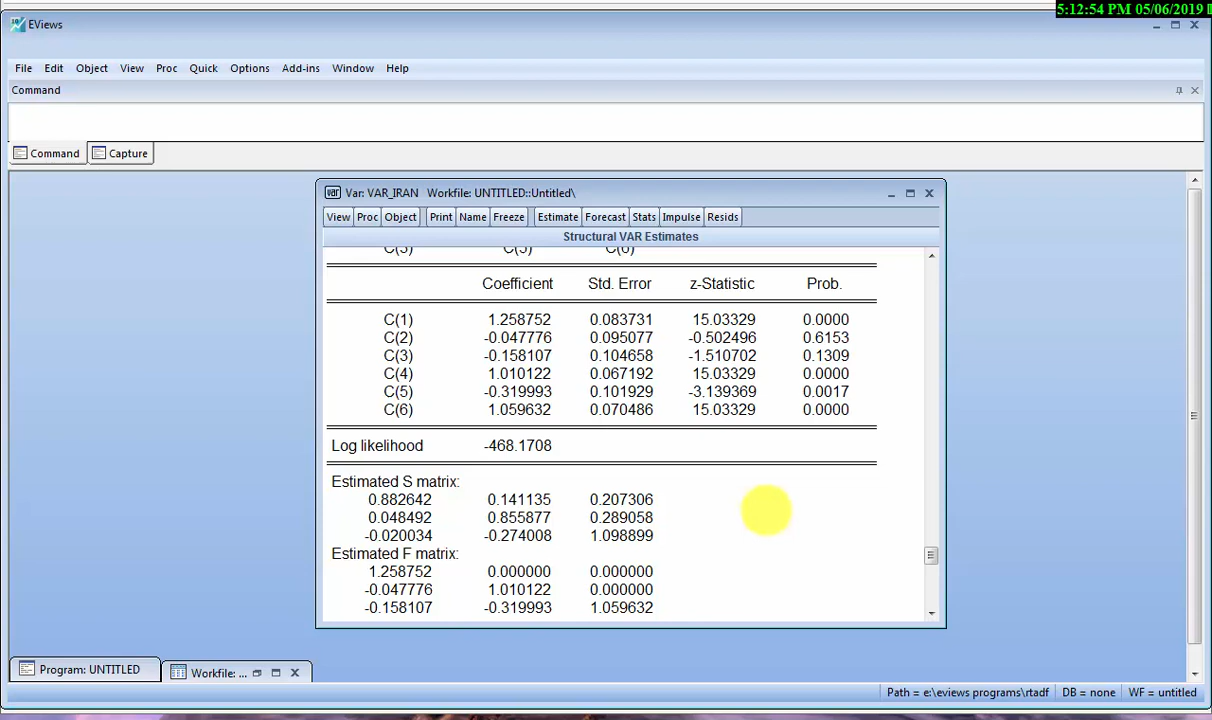 5:12:54 PM 05/06/2019
EViews
File Edit Object View Proc Quick Options Add-ins Window Help
Command
Command Capture
Var: VAR_IRAN Workfile: UNTITLED::Untitled\
View Proc Object Print Name Freeze Estimate Forecast Stats Impulse Resids
Structural VAR Estimates
C(3) C(5) C(6)
Coefficient Std. Error z-Statistic Prob.
C(1) 1.258752 0.083731 15.03329 0.0000
C(2) -0.047776 0.095077 -0.502496 0.6153
C(3) -0.158107 0.104658 -1.510702 0.1309
C(4) 1.010122 0.067192 15.03329 0.0000
C(5) -0.319993 0.101929 -3.139369 0.0017
C(6) 1.059632 0.070486 15.03329 0.0000
Log likelihood -468.1708
Estimated S matrix:
0.882642 0.141135 0.207306
0.048492 0.855877 0.289058
-0.020034 -0.274008 1.098899
Estimated F matrix:
1.258752 0.000000 0.000000
-0.047776 1.010122 0.000000
-0.158107 -0.319993 1.059632
Program: UNTITLED Workfile: ...
Path = e:\eviews programs\rtadf DB = none WF = untitled